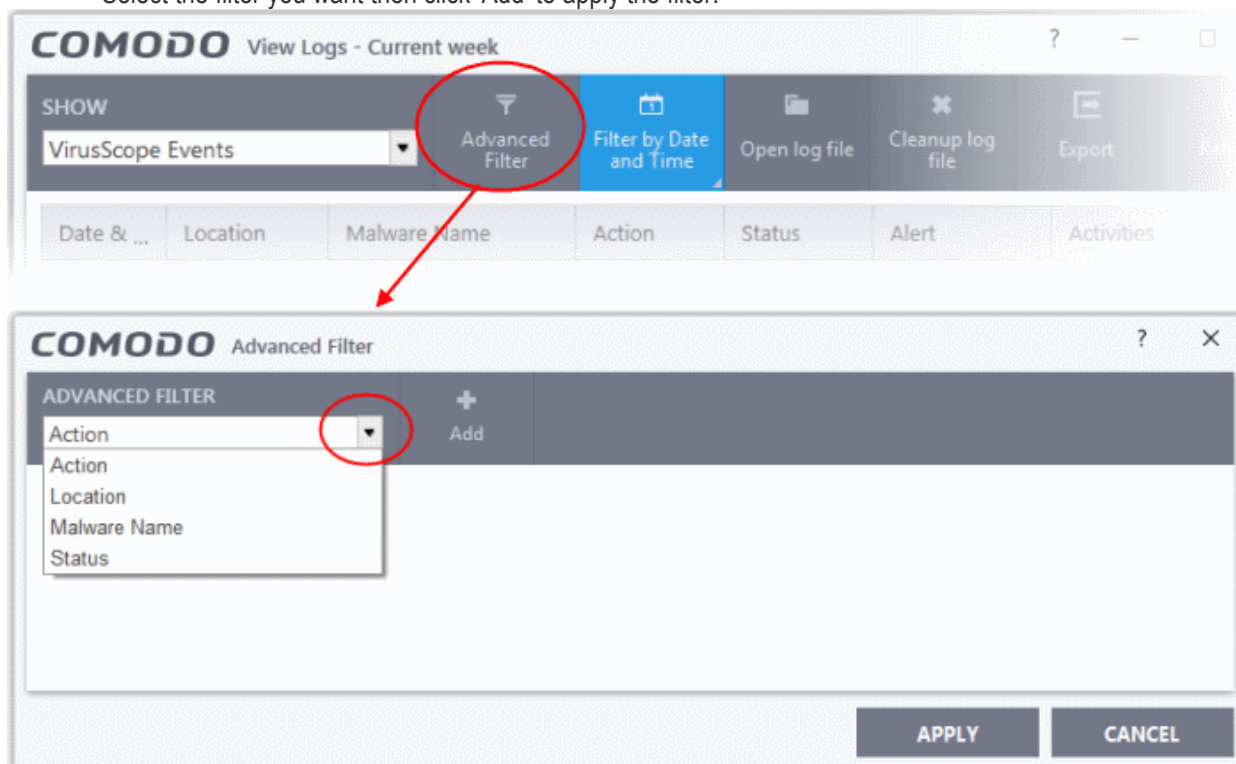 Select the filter you want then click 'Add' to apply the filter.
COMODO View Logs - Current week ?
SHOW
VirusScope Events
Advanced Filter
Filter by Date and Time
Open log file
Cleanup log file
Export
Date & ... Location Malware Name Action Status Alert Activities
COMODO Advanced Filter ?
ADVANCED FILTER
Action
Add
Action
Location
Malware Name
Status
APPLY CANCEL